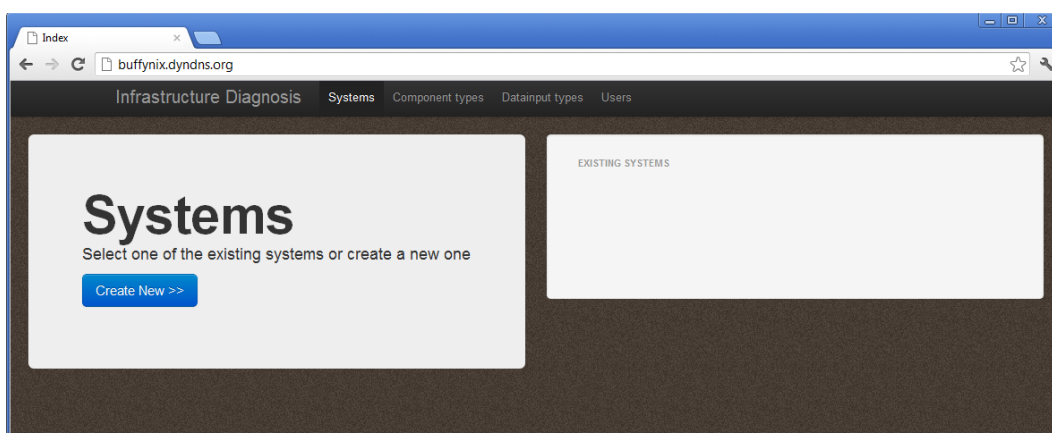 Index
buffynix.dyndns.org
Infrastructure Diagnosis Systems Component types Datainput types Users
Systems
Select one of the existing systems or create a new one
Create New >>
EXISTING SYSTEMS